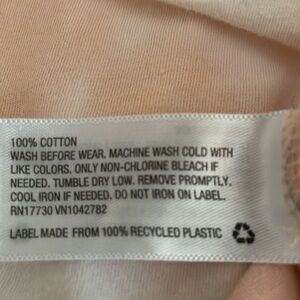 100% COTTON
WASH BEFORE WEAR. MACHINE WASH COLD WITH
LIKE COLORS. ONLY NON-CHLORINE BLEACH IF
NEEDED. TUMBLE DRY LOW. REMOVE PROMPTLY.
COOL IRON IF NEEDED. DO NOT IRON ON LABEL.
RN17730 VN1042782
LABEL MADE FROM 100% RECYCLED PLASTIC